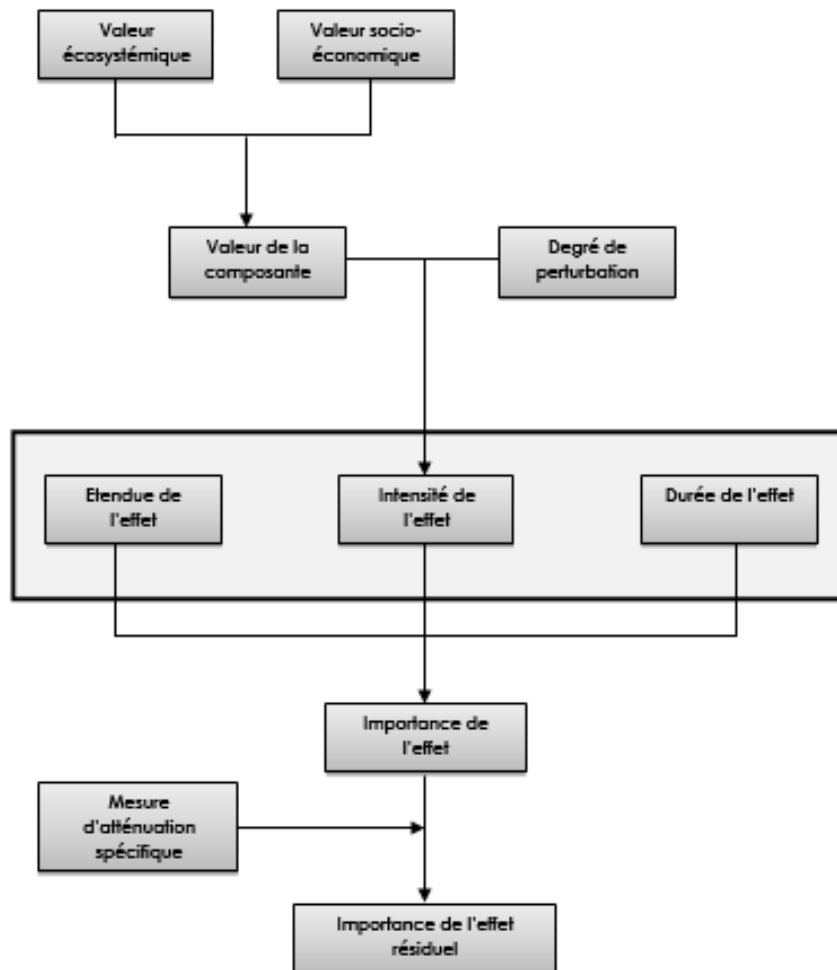 Valeur
écosystémique
Valeur socio-
économique
Valeur de la
composante
Degré de
perturbation
Etendue de
l'effet
Intensité de
l'effet
Durée de l'effet
Importance de
l'effet
Mesure
d'atténuation
spécifique
Importance de l'effet
résiduel